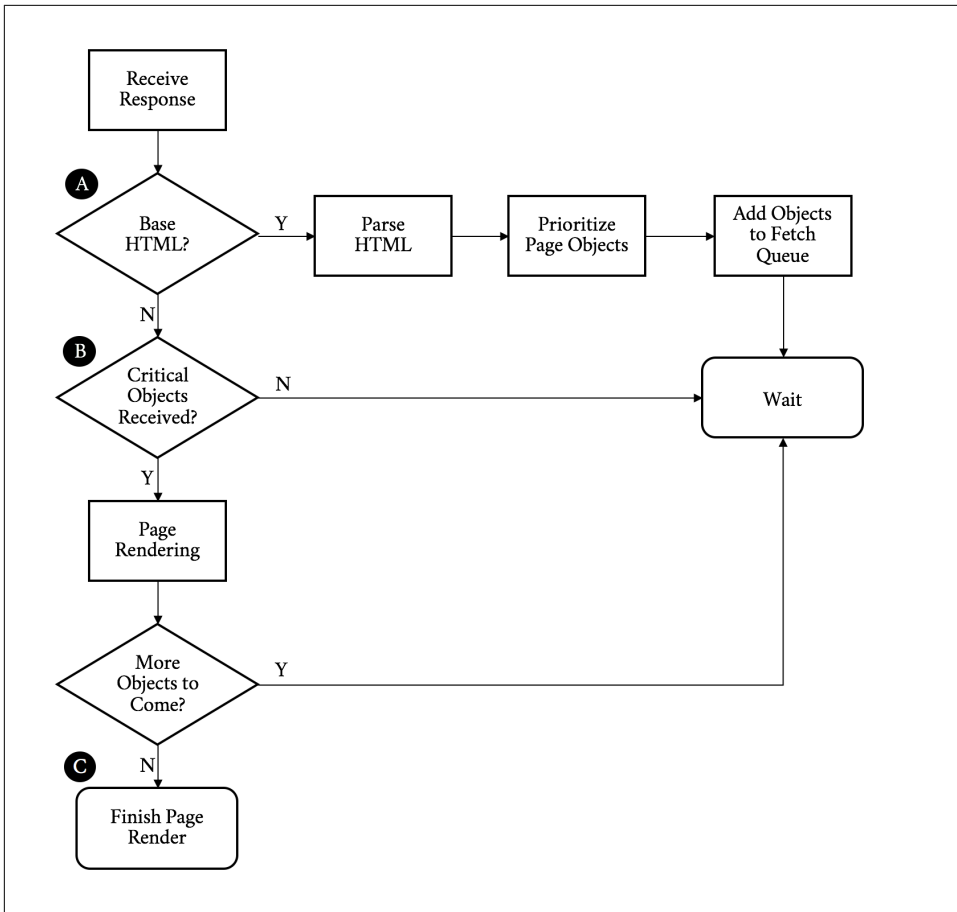 Receive
Response
A
Base
HTML?
Y
Parse
HTML
Prioritize
Page Objects
Add Objects
to Fetch
Queue
N
B
Critical
Objects
Received?
N
Wait
Y
Page
Rendering
More
Objects to
Come?
Y
N
C
Finish Page
Render